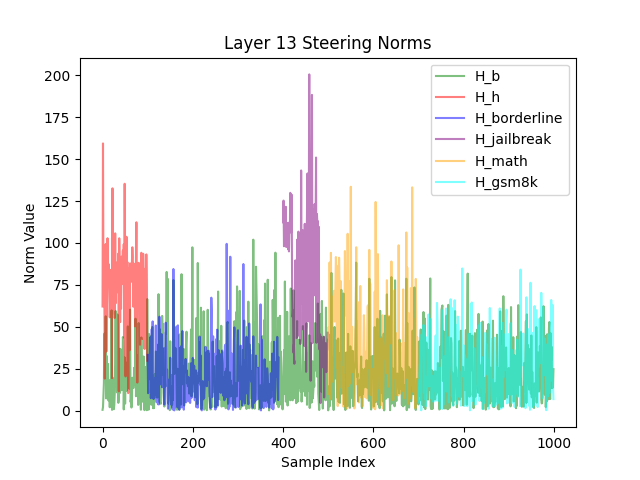 Layer 13 Steering Norms
Norm Value
200
175
150
125
100
75
50
25
0
H_b
H_h
H_borderline
H_jailbreak
H_math
H_gsm8k
0
200
400
600
800
1000
Sample Index